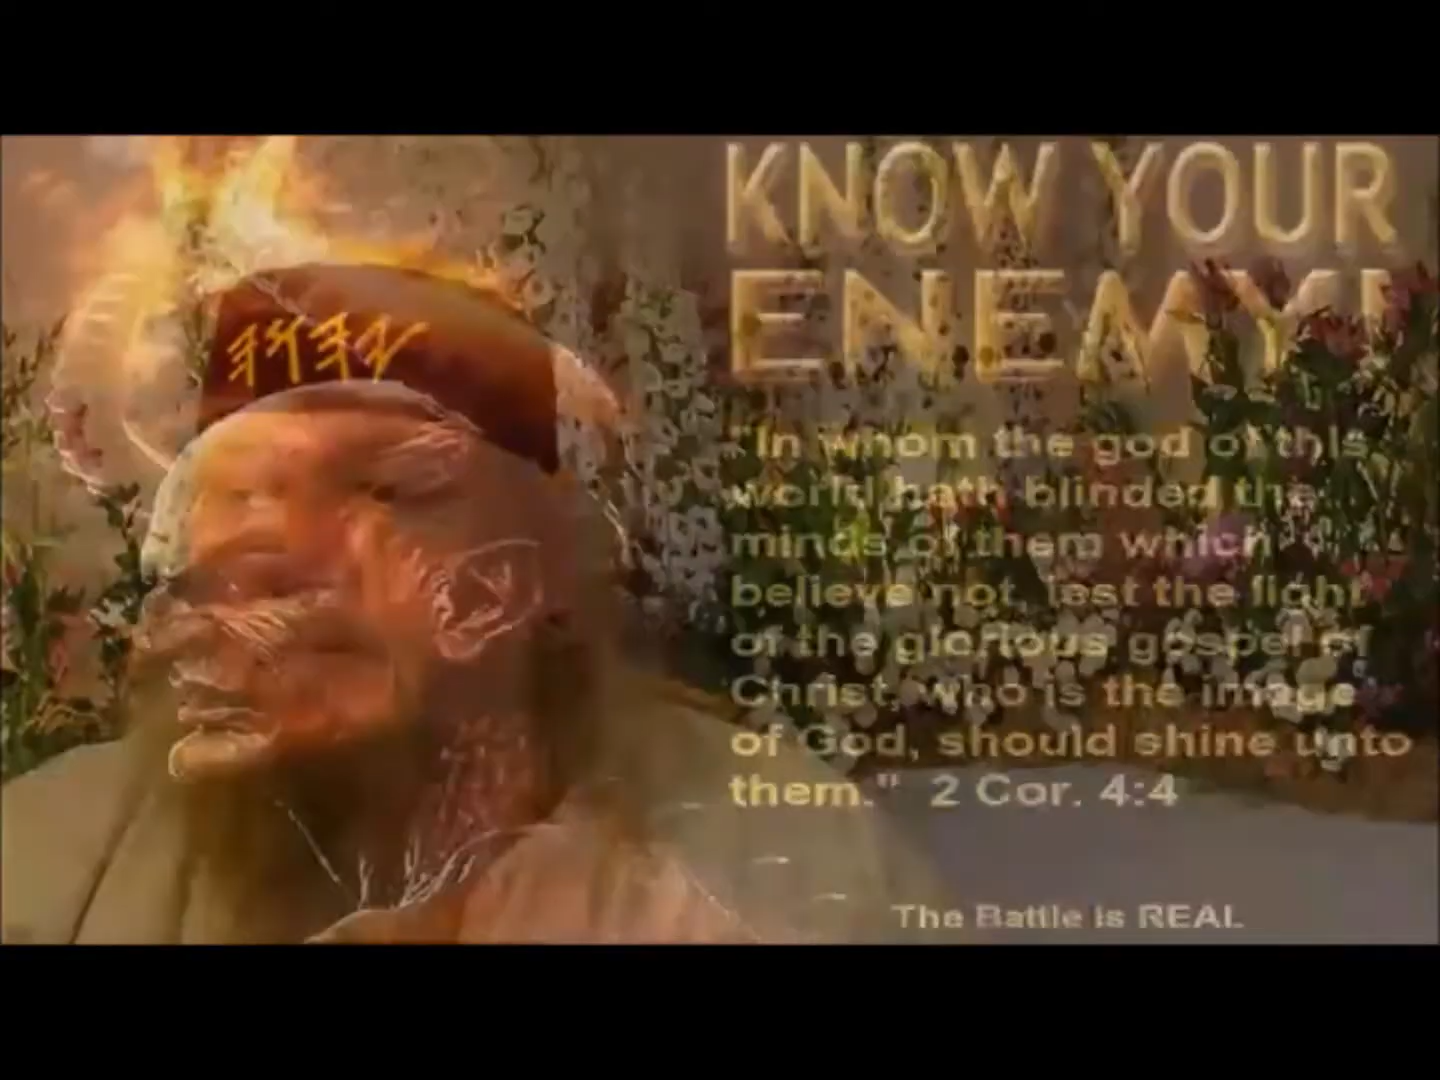 𐤉𐤄𐤅𐤄
KNOW YOUR
ENEMY!
"In whom the god of this
world hath blinded the
minds of them which
believe not, lest the light
of the glorious gospel of
Christ, who is the image
of God, should shine unto
them." 2 Cor. 4:4
The Battle is REAL